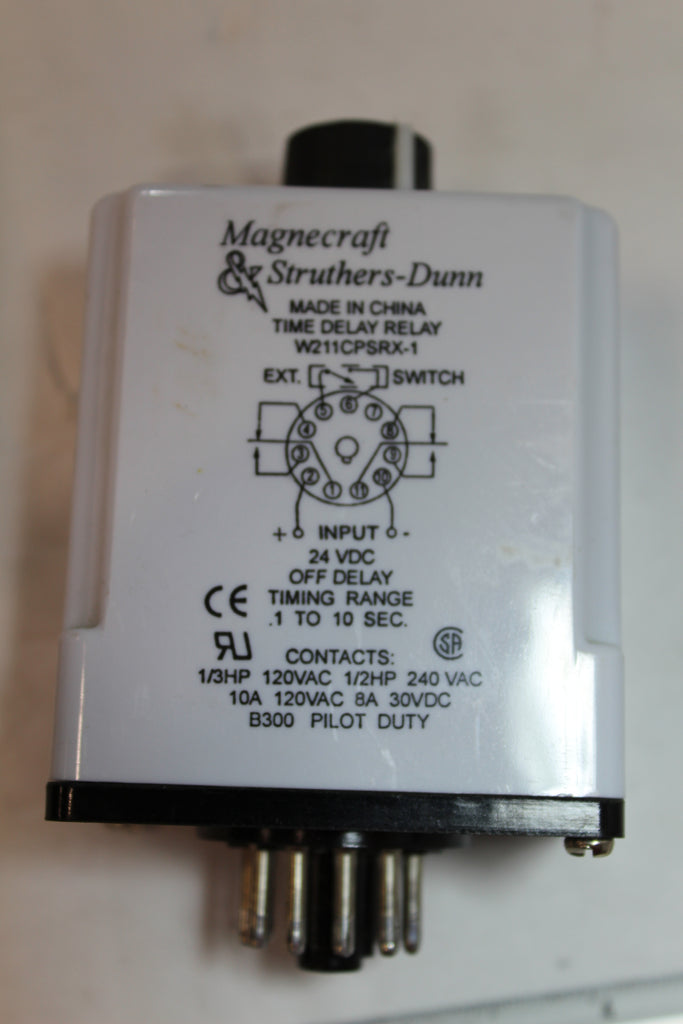 Magnecraft
& Struthers-Dunn
MADE IN CHINA
TIME DELAY RELAY
W211CPSRX-1
EXT. SWITCH
5 6 7
4 8
3 9
2 10
1 11
+ INPUT -
24 VDC
OFF DELAY
CE TIMING RANGE
.1 TO 10 SEC.
RU SA
CONTACTS:
1/3HP 120VAC 1/2HP 240 VAC
10A 120VAC 8A 30VDC
B300 PILOT DUTY